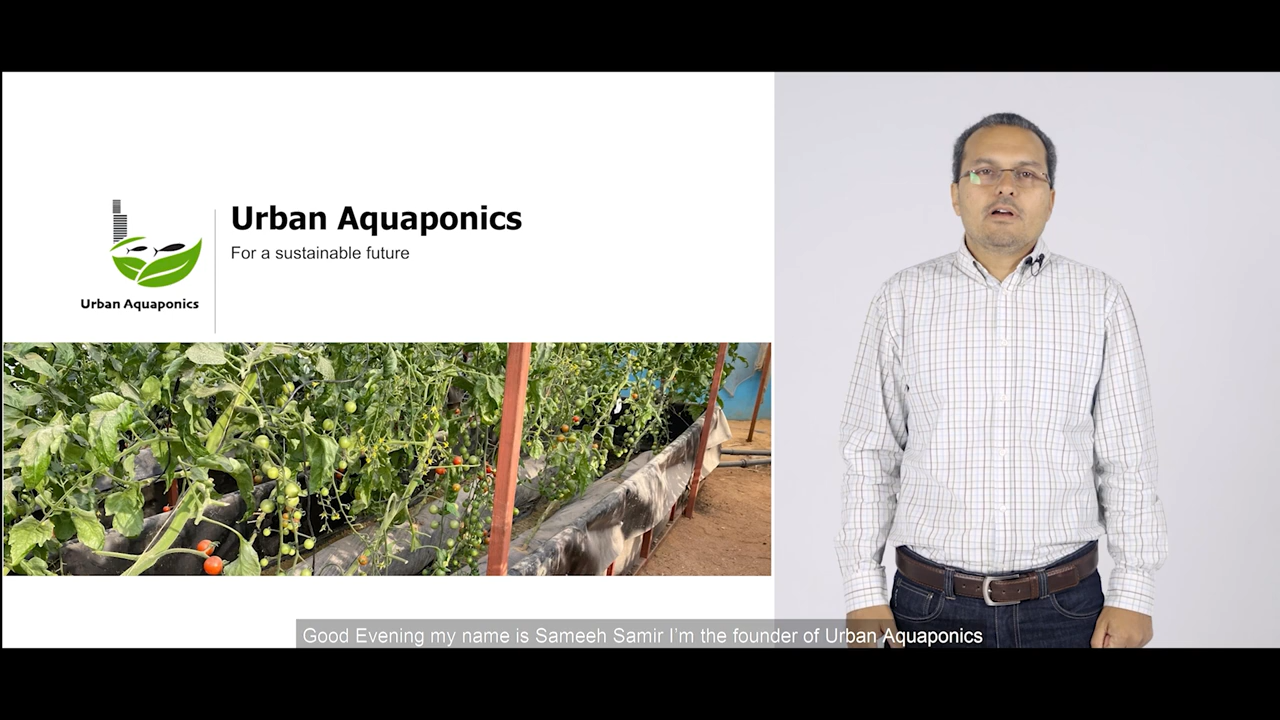 Urban Aquaponics
For a sustainable future
Urban Aquaponics
Good Evening my name is Sameeh Samir I'm the founder of Urban Aquaponics